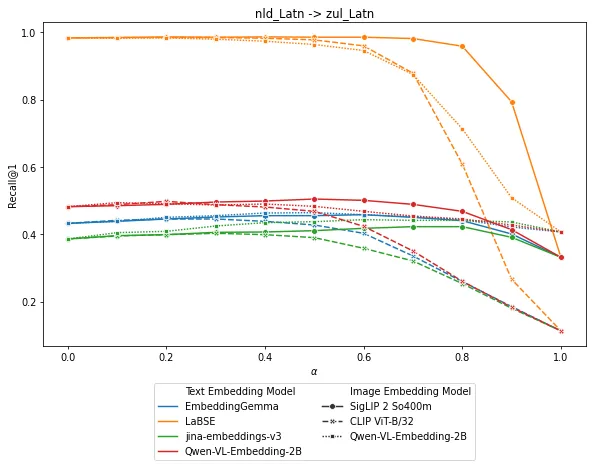 nld_Latn -> zul_Latn
Recall@1
1.0
0.8
0.6
0.4
0.2
0.0 0.2 0.4 0.6 0.8 1.0
α
Text Embedding Model Image Embedding Model
EmbeddingGemma SigLIP 2 So400m
LaBSE CLIP ViT-B/32
jina-embeddings-v3 Qwen-VL-Embedding-2B
Qwen-VL-Embedding-2B